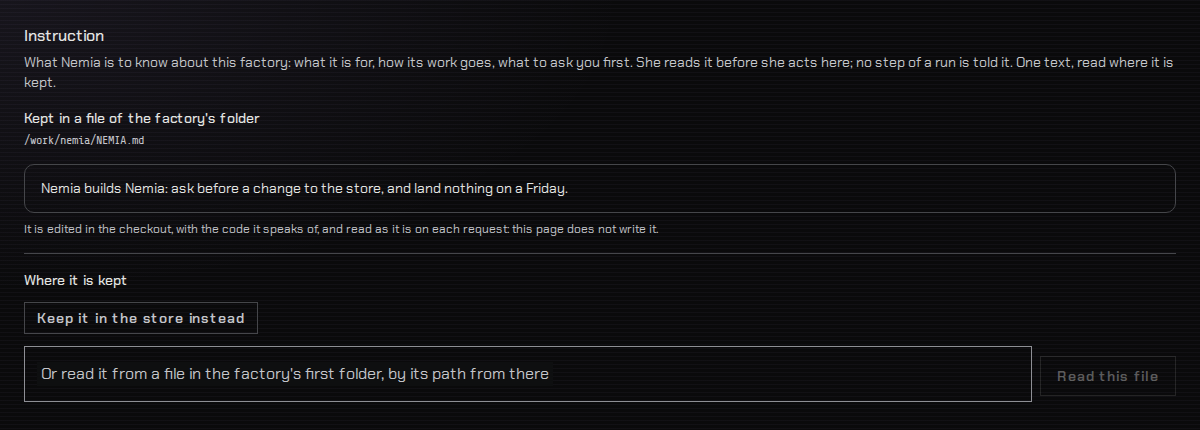 Instruction
What Nemia is to know about this factory: what it is for, how its work goes, what to ask you first. She reads it before she acts here; no step of a run is told it. One text, read where it is
kept.
Kept in a file of the factory's folder
/work/nemia/NEMIA.md
Nemia builds Nemia: ask before a change to the store, and land nothing on a Friday.
It is edited in the checkout, with the code it speaks of, and read as it is on each request: this page does not write it.
Where it is kept
Keep it in the store instead
Or read it from a file in the factory's first folder, by its path from there
Read this file